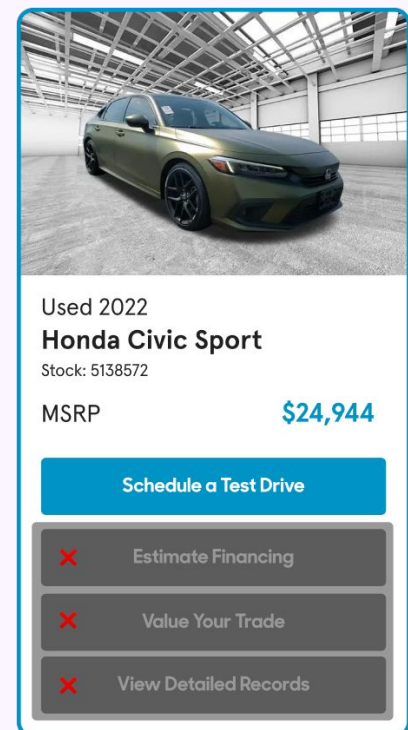 Used 2022
Honda Civic Sport
Stock: 5138572
MSRP $24,944
Schedule a Test Drive
Estimate Financing
Value Your Trade
View Detailed Records